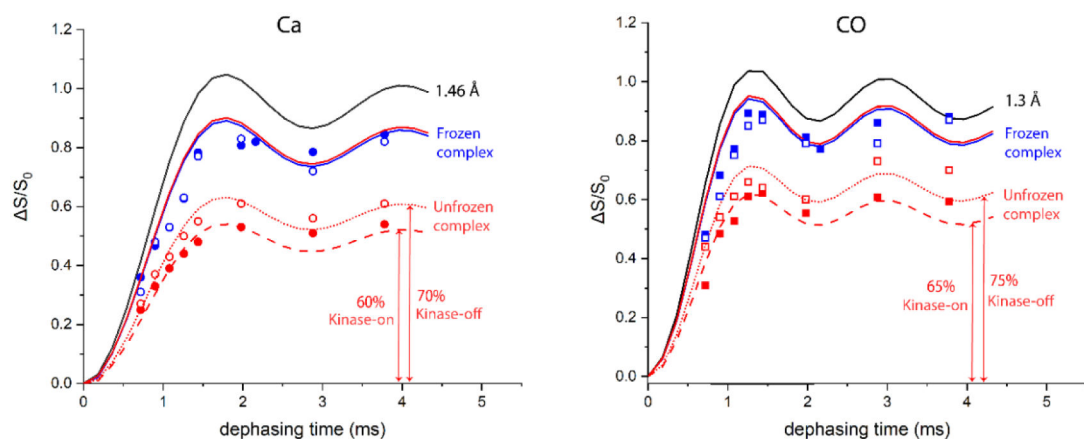 Ca
1.2
1.0
0.8
0.6
0.4
0.2
0.0
ΔS/S0
0
1
2
3
4
5
dephasing time (ms)
1.46 Å
Frozen
complex
Unfrozen
complex
60%
Kinase-on
70%
Kinase-off
CO
1.2
1.0
0.8
0.6
0.4
0.2
0.0
ΔS/S0
0
1
2
3
4
5
dephasing time (ms)
1.3 Å
Frozen
complex
Unfrozen
complex
65%
Kinase-on
75%
Kinase-off